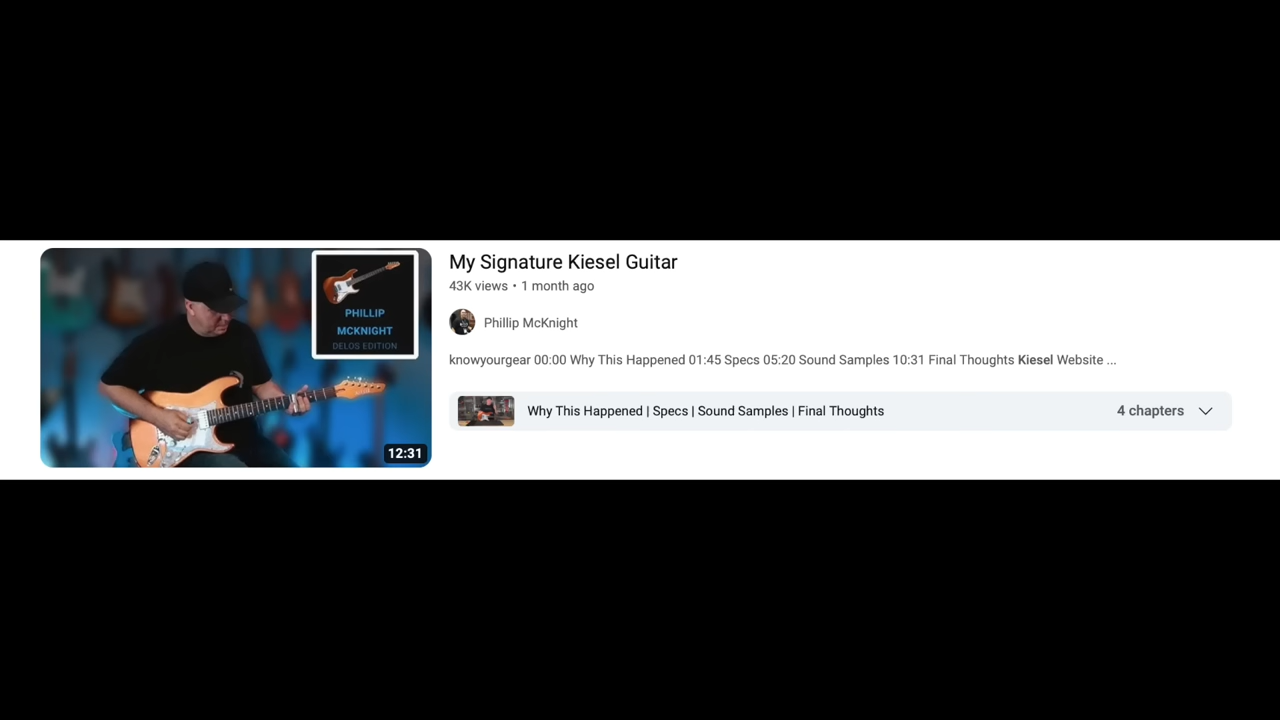 PHILLIP
MCKNIGHT
DELOS EDITION
12:31
My Signature Kiesel Guitar
43K views • 1 month ago
Phillip McKnight
knowyourgear 00:00 Why This Happened 01:45 Specs 05:20 Sound Samples 10:31 Final Thoughts Kiesel Website ...
Why This Happened | Specs | Sound Samples | Final Thoughts
4 chapters